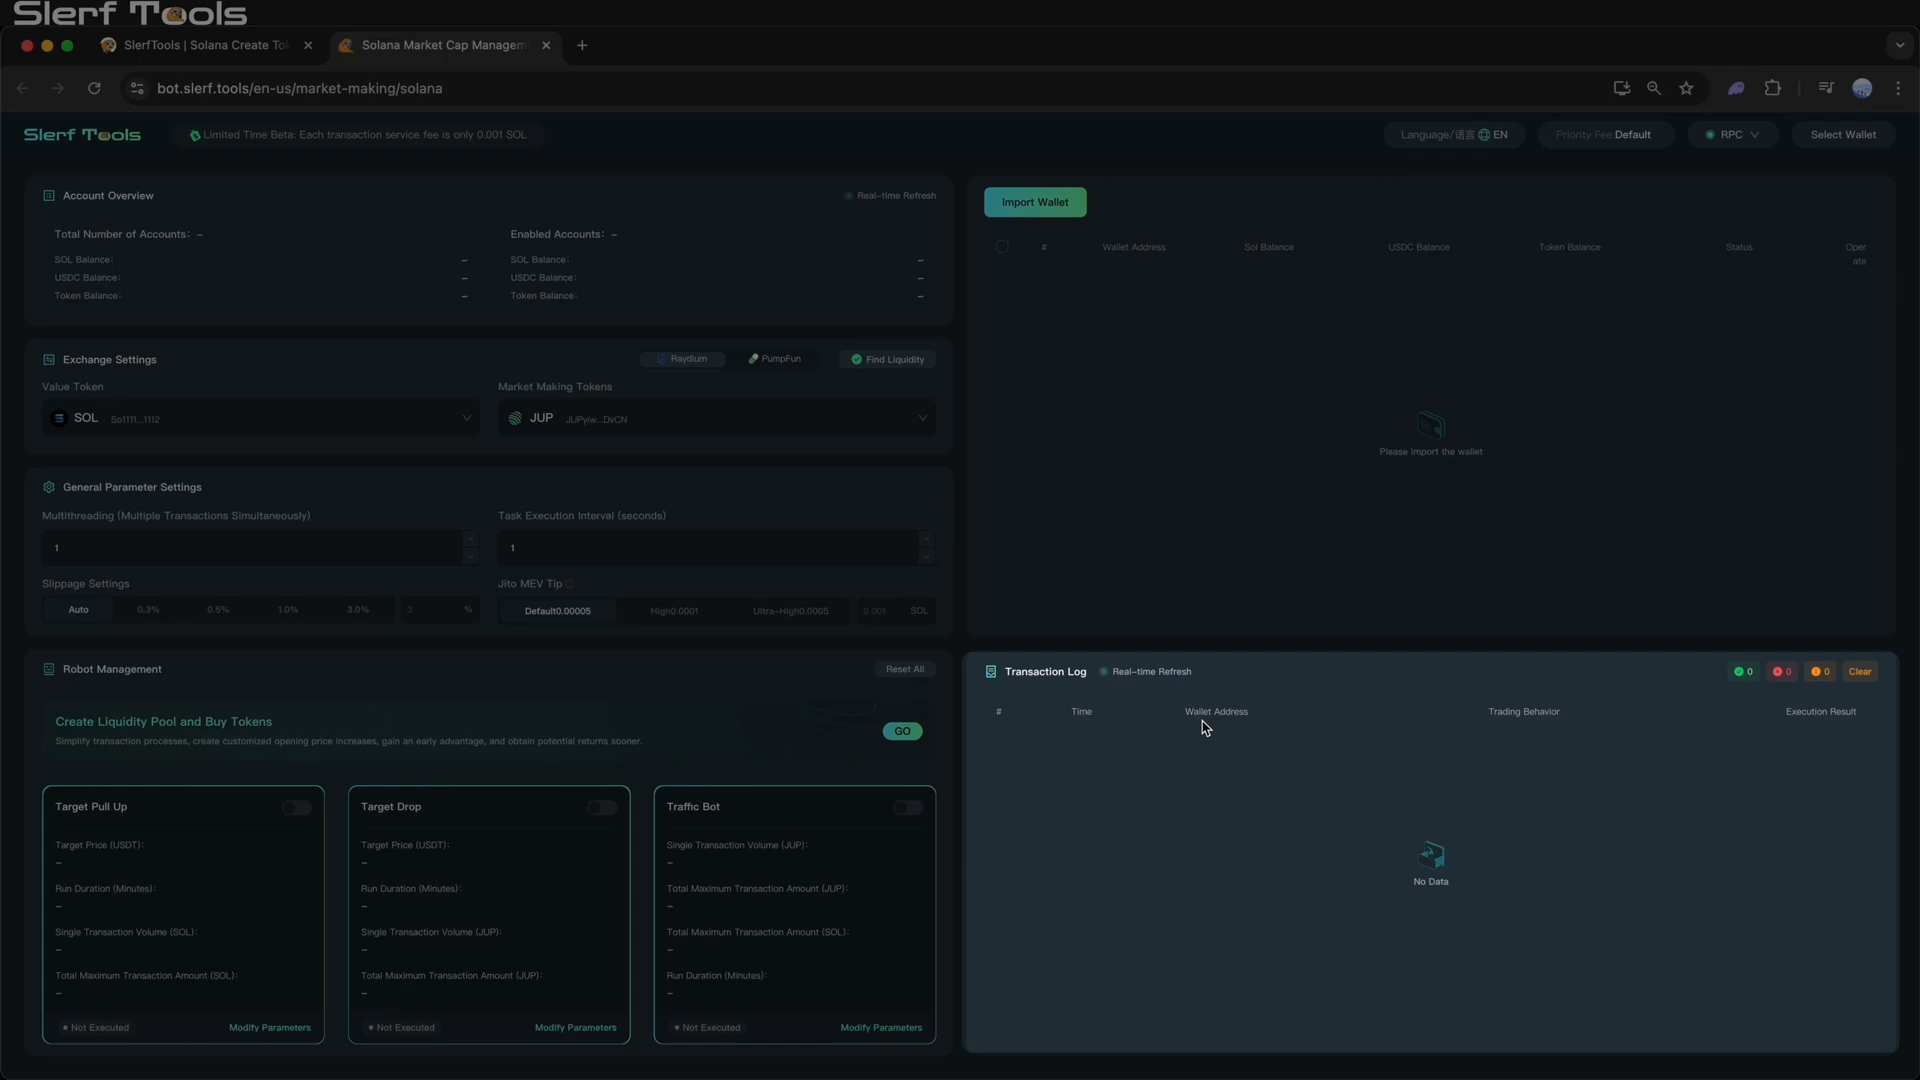 Slerf Tools
SlerfTools | Solana Create Tok
Solana Market Cap Managem
bot.slerf.tools/en-us/market-making/solana
Slerf Tools
Limited Time Beta: Each transaction service fee is only 0.001 SOL
Language/语言 EN
Priority Fee Default
RPC
Select Wallet
Account Overview
Real-time Refresh
Total Number of Accounts: –
SOL Balance: –
USDC Balance: –
Token Balance: –
Enabled Accounts: –
SOL Balance: –
USDC Balance: –
Token Balance: –
Import Wallet
# Wallet Address Sol Balance USDC Balance Token Balance Status Oper
ate
Please import the wallet
Exchange Settings
Raydium
PumpFun
Find Liquidity
Value Token
SOL So1111...1112
Market Making Tokens
JUP JUPyiw...DvCN
General Parameter Settings
Multithreading (Multiple Transactions Simultaneously)
1
Task Execution Interval (seconds)
1
Slippage Settings
Auto 0.3% 0.5% 1.0% 3.0% 3 %
Jito MEV Tip
Default0.00005 High0.0001 Ultra-High0.0005 0.001 SOL
Robot Management
Reset All
Create Liquidity Pool and Buy Tokens
Simplify transaction processes, create customized opening price increases, gain an early advantage, and obtain potential returns sooner.
GO
Target Pull Up
Target Price (USDT):
–
Run Duration (Minutes):
–
Single Transaction Volume (SOL):
–
Total Maximum Transaction Amount (SOL):
–
Not Executed
Modify Parameters
Target Drop
Target Price (USDT):
–
Run Duration (Minutes):
–
Single Transaction Volume (JUP):
–
Total Maximum Transaction Amount (JUP):
–
Not Executed
Modify Parameters
Traffic Bot
Single Transaction Volume (JUP):
–
Total Maximum Transaction Amount (JUP):
–
Total Maximum Transaction Amount (SOL):
–
Run Duration (Minutes):
–
Not Executed
Modify Parameters
Transaction Log
Real-time Refresh
0 0 0 Clear
# Time Wallet Address Trading Behavior Execution Result
No Data